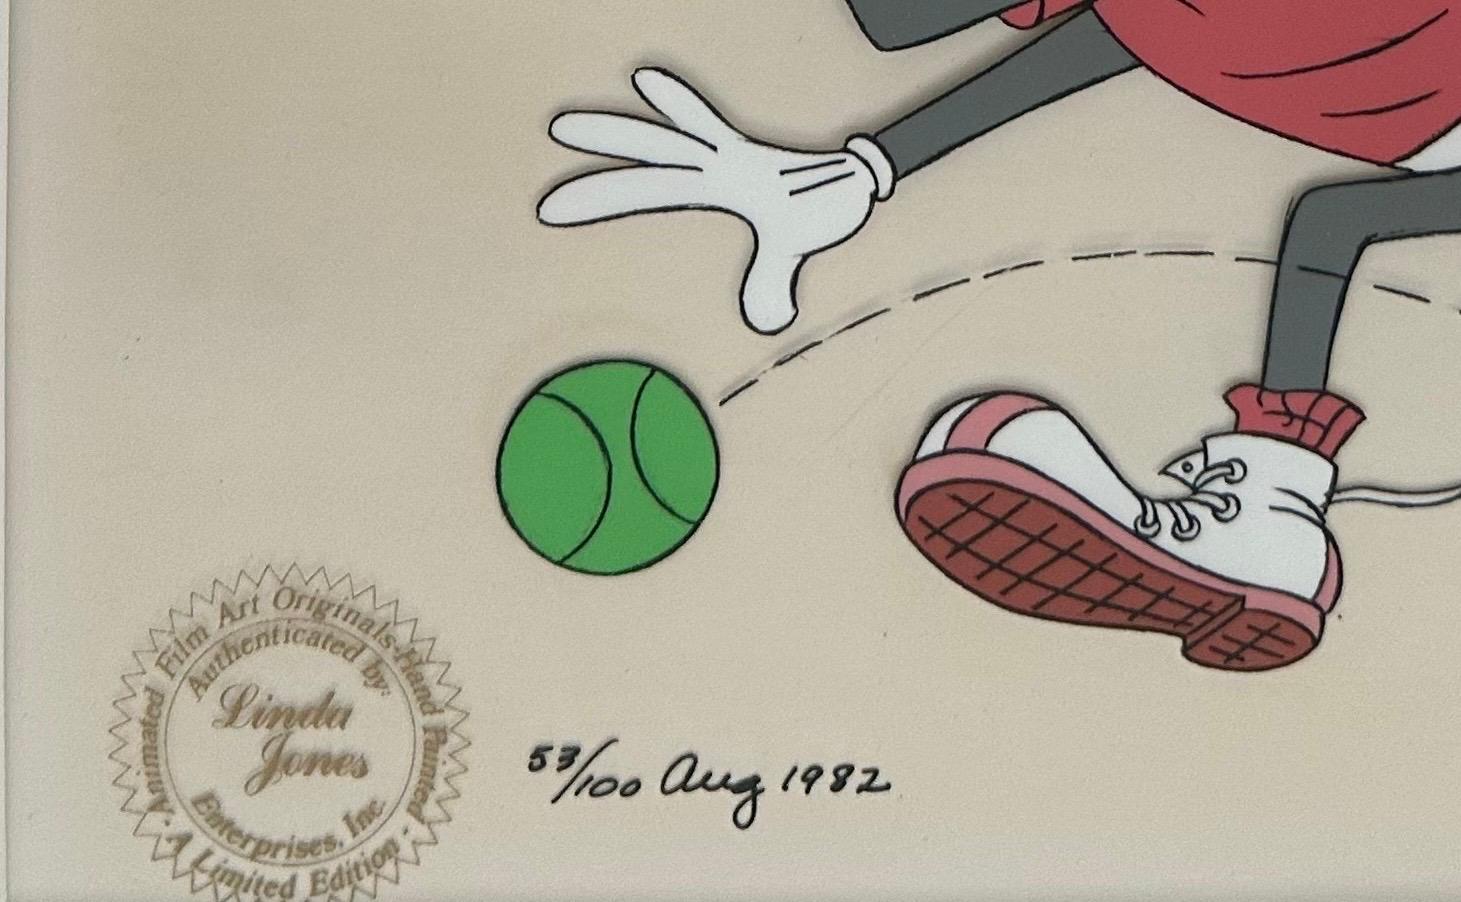 Animated Film Art Originals-Hand Painted · A Limited Edition ·
Authenticated by:
Linda
Jones
Enterprises, Inc.
53/100 Aug 1982